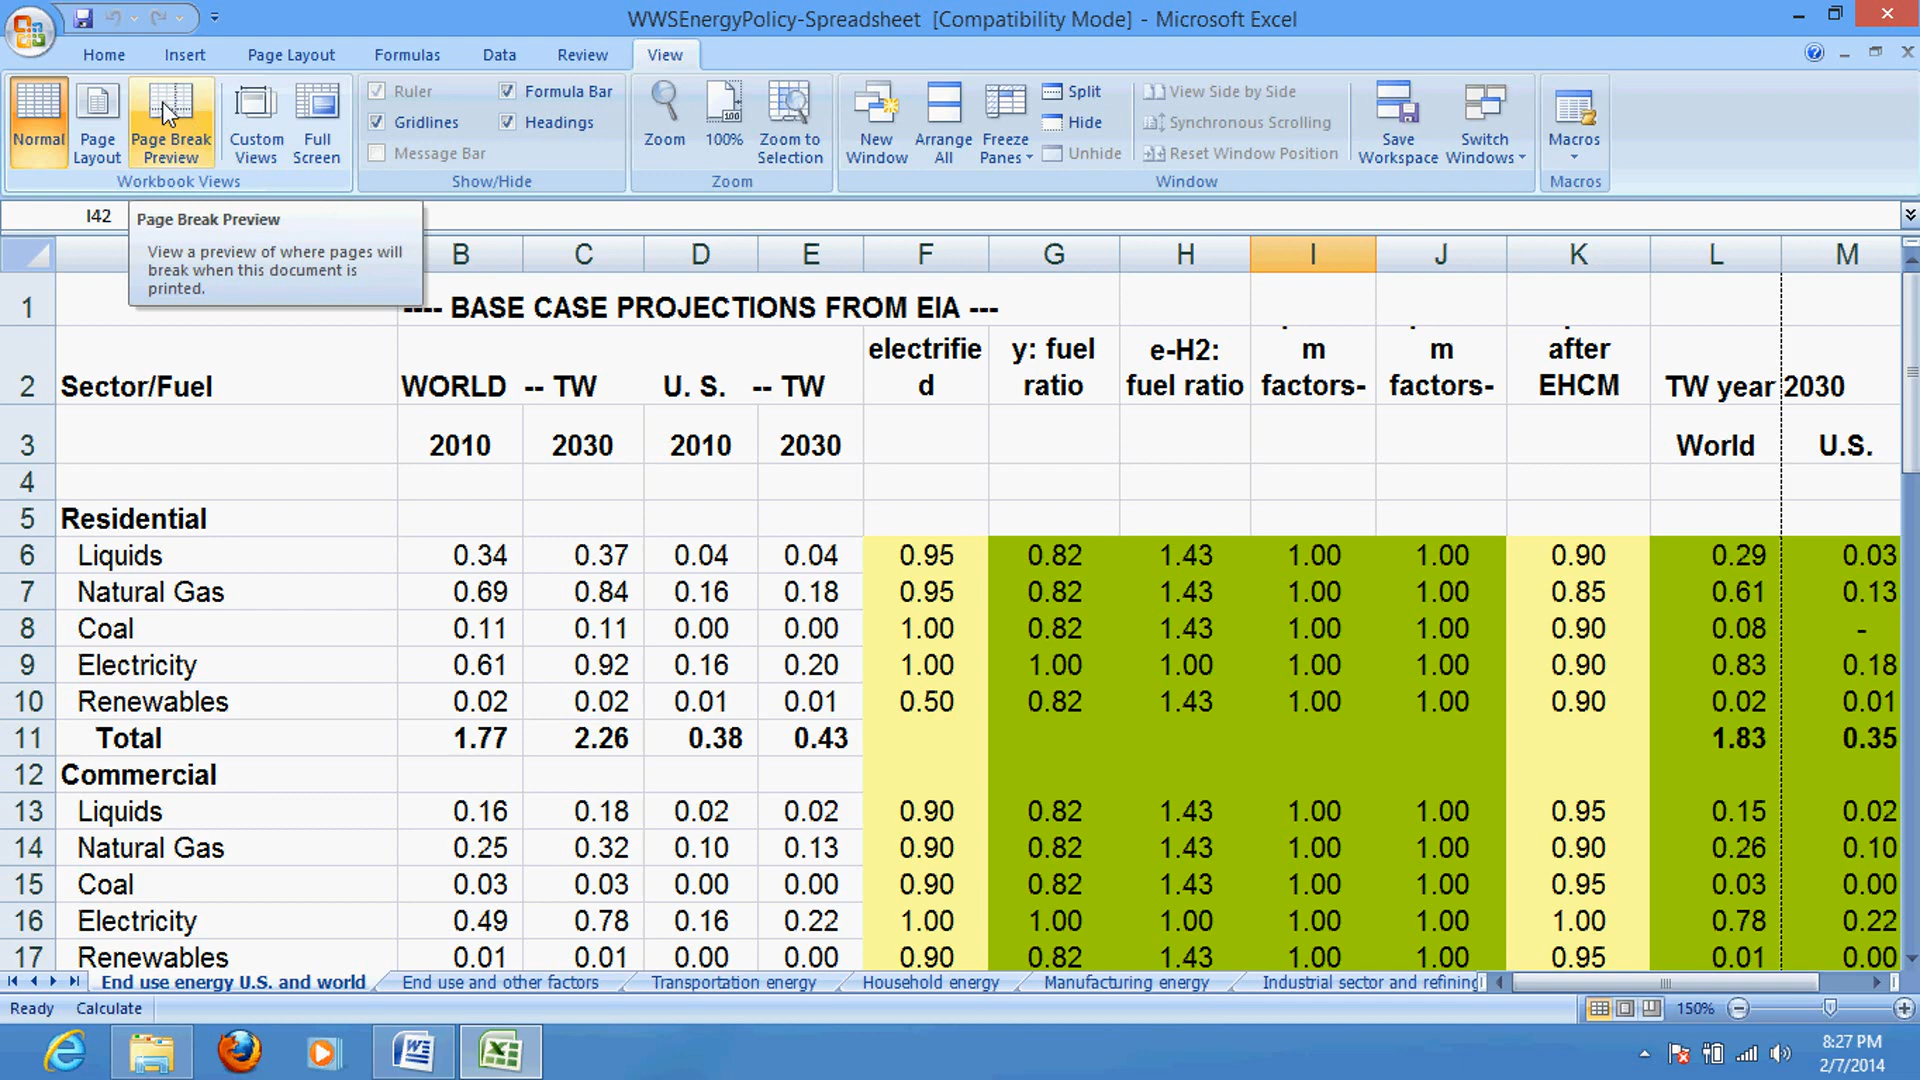 WWSEnergyPolicy-Spreadsheet [Compatibility Mode] - Microsoft Excel
Home Insert Page Layout Formulas Data Review View
Normal
Page Layout
Page Break Preview
Custom Views
Full Screen
Workbook Views
Ruler
Gridlines
Message Bar
Formula Bar
Headings
Show/Hide
Zoom
100%
Zoom to Selection
Zoom
New Window
Arrange All
Freeze Panes
Split
Hide
Unhide
View Side by Side
Synchronous Scrolling
Reset Window Position
Window
Save Workspace
Switch Windows
Macros
Macros
I42
Page Break Preview
View a preview of where pages will
break when this document is
printed.
B C D E F G H I J K L M
1 ---- BASE CASE PROJECTIONS FROM EIA ---
electrifie y: fuel e-H2: m m after
2 Sector/Fuel WORLD -- TW U. S. -- TW d ratio fuel ratio factors- factors- EHCM TW year 2030
3 2010 2030 2010 2030 World U.S.
4
5 Residential
6 Liquids 0.34 0.37 0.04 0.04 0.95 0.82 1.43 1.00 1.00 0.90 0.29 0.03
7 Natural Gas 0.69 0.84 0.16 0.18 0.95 0.82 1.43 1.00 1.00 0.85 0.61 0.13
8 Coal 0.11 0.11 0.00 0.00 1.00 0.82 1.43 1.00 1.00 0.90 0.08 -
9 Electricity 0.61 0.92 0.16 0.20 1.00 1.00 1.00 1.00 1.00 0.90 0.83 0.18
10 Renewables 0.02 0.02 0.01 0.01 0.50 0.82 1.43 1.00 1.00 0.90 0.02 0.01
11 Total 1.77 2.26 0.38 0.43 1.83 0.35
12 Commercial
13 Liquids 0.16 0.18 0.02 0.02 0.90 0.82 1.43 1.00 1.00 0.95 0.15 0.02
14 Natural Gas 0.25 0.32 0.10 0.13 0.90 0.82 1.43 1.00 1.00 0.90 0.26 0.10
15 Coal 0.03 0.03 0.00 0.00 0.90 0.82 1.43 1.00 1.00 0.95 0.03 0.00
16 Electricity 0.49 0.78 0.16 0.22 1.00 1.00 1.00 1.00 1.00 1.00 0.78 0.22
17 Renewables 0.01 0.01 0.00 0.00 0.90 0.82 1.43 1.00 1.00 0.95 0.01 0.00
End use energy U.S. and world End use and other factors Transportation energy Household energy Manufacturing energy Industrial sector and refining
Ready Calculate 150%
8:27 PM
2/7/2014